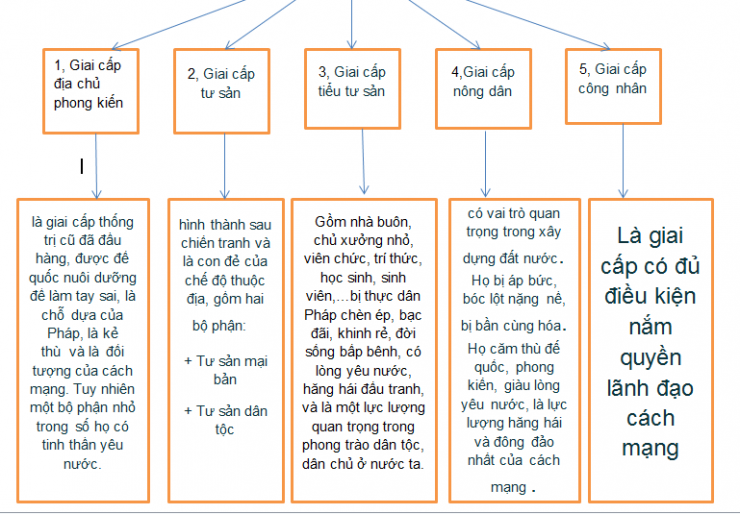 1, Giai cấp
địa chủ
phong kiến
2, Giai cấp
tư sản
3, Giai cấp
tiểu tư sản
4,Giai cấp
nông dân
5, Giai cấp
công nhân
l
là giai cấp thống
trị cũ đã đầu
hàng, được đế
quốc nuôi dưỡng
để làm tay sai, là
chỗ dựa của
Pháp, là kẻ
thù và là đối
tượng của cách
mạng. Tuy nhiên
một bộ phận nhỏ
trong số họ có
tinh thần yêu
nước.
hình thành sau
chiến tranh và
là con đẻ của
chế độ thuộc
địa, gồm hai
bộ phận:
+ Tư sản mại
bản
+ Tư sản dân
tộc
Gồm nhà buôn,
chủ xưởng nhỏ,
viên chức, trí thức,
học sinh, sinh
viên,...bị thực dân
Pháp chèn ép, bạc
đãi, khinh rẻ, đời
sống bấp bênh, có
lòng yêu nước,
hăng hái đấu tranh,
và là một lực lượng
quan trọng trong
phong trào dân tộc,
dân chủ ở nước ta.
có vai trò quan
trọng trong xây
dựng đất nước.
Họ bị áp bức,
bóc lột nặng nề,
bị bần cùng hóa.
Họ căm thù đế
quốc, phong
kiến, giàu lòng
yêu nước, là lực
lượng hăng hái
và đông đảo
nhất của cách
mạng .
Là giai
cấp có đủ
điều kiện
nắm
quyền
lãnh đạo
cách
mạng